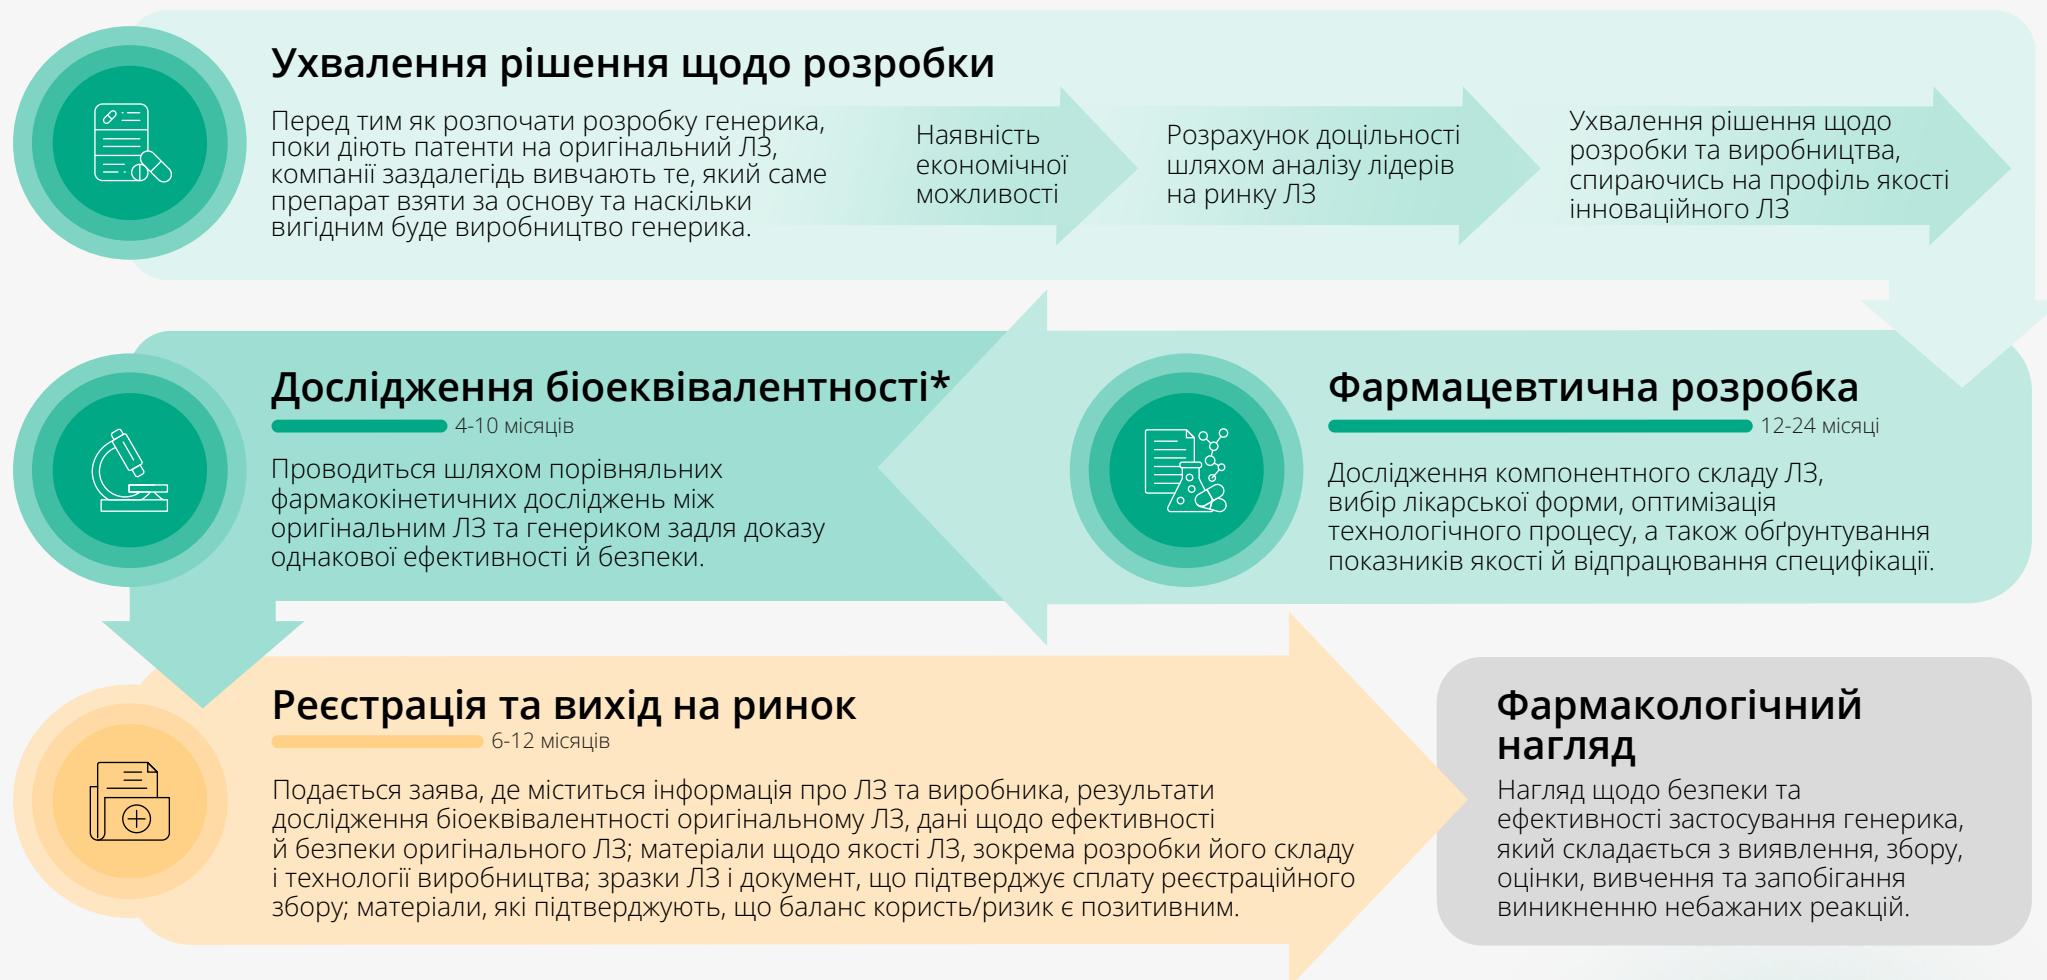 Ухвалення рішення щодо розробки
Перед тим як розпочати розробку генерика,
поки діють патенти на оригінальний ЛЗ,
компанії заздалегідь вивчають те, який саме
препарат взяти за основу та наскільки
вигідним буде виробництво генерика.
Наявність
економічної
можливості
Розрахунок доцільності
шляхом аналізу лідерів
на ринку ЛЗ
Ухвалення рішення щодо
розробки та виробництва,
спираючись на профіль якості
інноваційного ЛЗ
Фармацевтична розробка
12-24 місяці
Дослідження компонентного складу ЛЗ,
вибір лікарської форми, оптимізація
технологічного процесу, а також обґрунтування
показників якості й відпрацювання специфікації.
Дослідження біоеквівалентності*
4-10 місяців
Проводиться шляхом порівняльних
фармакокінетичних досліджень між
оригінальним ЛЗ та генериком задля доказу
однакової ефективності й безпеки.
Реєстрація та вихід на ринок
6-12 місяців
Подається заява, де міститься інформація про ЛЗ та виробника, результати
дослідження біоеквівалентності оригінальному ЛЗ, дані щодо ефективності
й безпеки оригінального ЛЗ; матеріали щодо якості ЛЗ, зокрема розробки його складу
і технології виробництва; зразки ЛЗ і документ, що підтверджує сплату реєстраційного
збору; матеріали, які підтверджують, що баланс користь/ризик є позитивним.
Фармакологічний
нагляд
Нагляд щодо безпеки та
ефективності застосування генерика,
який складається з виявлення, збору,
оцінки, вивчення та запобігання
виникненню небажаних реакцій.